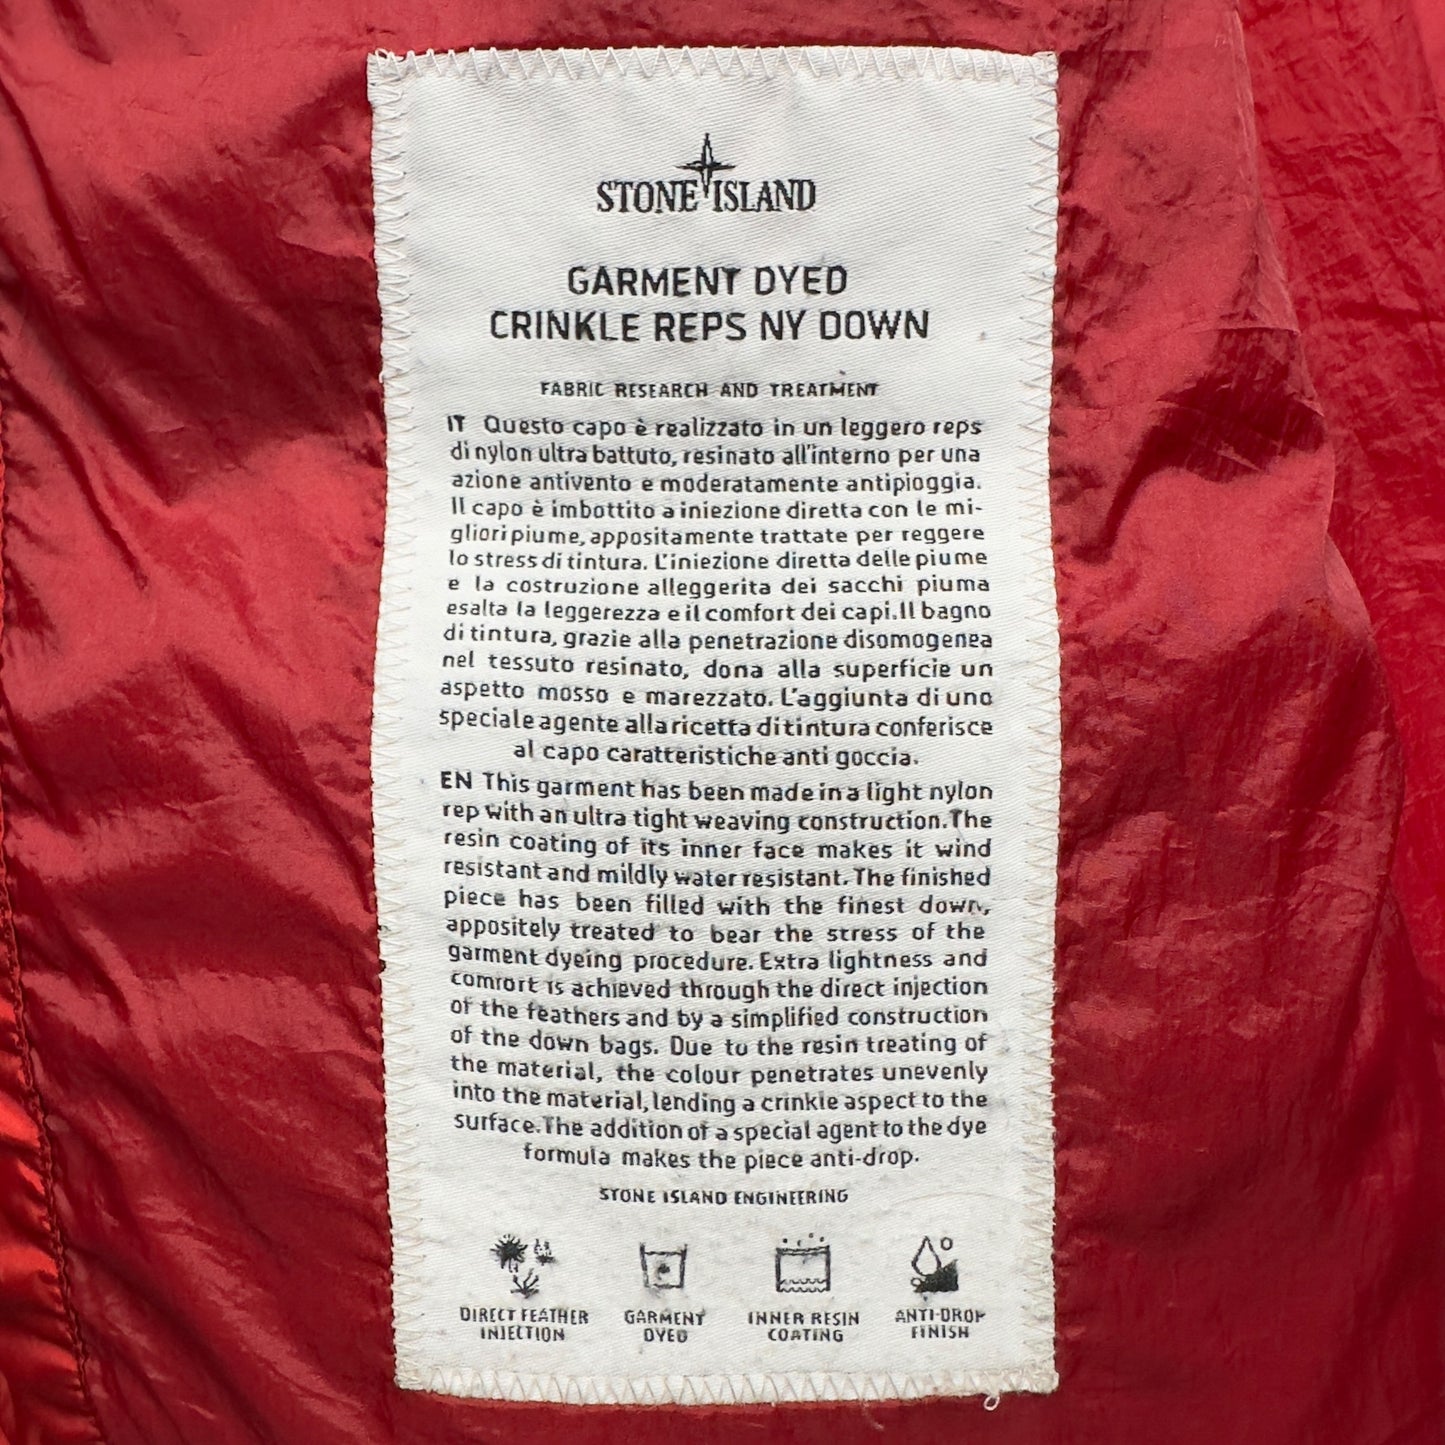 STONE ISLAND
GARMENT DYED
CRINKLE REPS NY DOWN
FABRIC RESEARCH AND TREATMENT
IT Questo capo è realizzato in un leggero reps
di nylon ultra battuto, resinato all'interno per una
azione antivento e moderatamente antipioggia.
Il capo è imbottito a iniezione diretta con le mi-
gliori piume, appositamente trattate per reggere
lo stress di tintura. L'iniezione diretta delle piume
e la costruzione alleggerita dei sacchi piuma
esalta la leggerezza e il comfort dei capi.Il bagno
di tintura, grazie alla penetrazione disomogenea
nel tessuto resinato, dona alla superficie un
aspetto mosso e marezzato. L'aggiunta di uno
speciale agente alla ricetta di tintura conferisce
al capo caratteristiche anti goccia.
EN This garment has been made in a light nylon
rep with an ultra tight weaving construction.The
resin coating of its inner face makes it wind
resistant and mildly water resistant. The finished
piece has been filled with the finest down,
appositely treated to bear the stress of the
garment dyeing procedure. Extra lightness and
comfort is achieved through the direct injection
of the feathers and by a simplified construction
of the down bags. Due to the resin treating of
the material, the colour penetrates unevenly
into the material, lending a crinkle aspect to the
surface.The addition of a special agent to the dye
formula makes the piece anti-drop.
STONE ISLAND ENGINEERING
DIRECT FEATHER
INJECTION
GARMENT
DYED
INNER RESIN
COATING
ANTI-DROP
FINISH